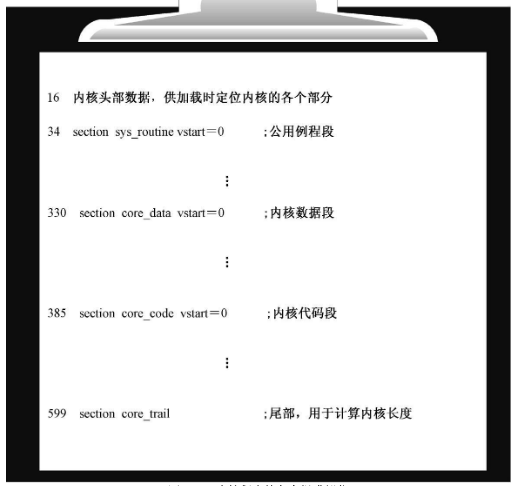 16 内核头部数据，供加载时定位内核的各个部分
34 section sys_routine vstart=0 ;公用例程段
⋮
330 section core_data vstart=0 ;内核数据段
⋮
385 section core_code vstart=0 ;内核代码段
⋮
599 section core_trail ;尾部，用于计算内核长度